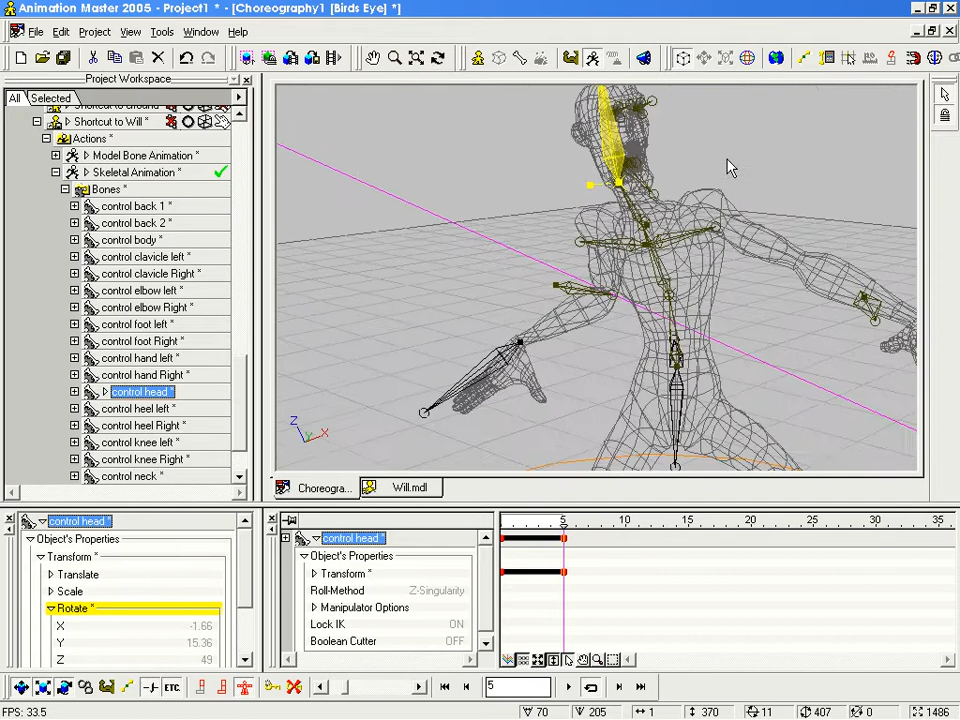 Animation Master 2005 - Project1 * - [Choreography1 [Birds Eye] *]
File Edit Project View Tools Window Help
Project Workspace
All Selected
Shortcut to Ground
Shortcut to Will *
Actions *
Model Bone Animation *
Skeletal Animation *
Bones *
control back 1 *
control back 2 *
control body *
control clavicle left *
control clavicle Right *
control elbow left *
control elbow Right *
control foot left *
control foot Right *
control hand left *
control hand Right *
control head *
control heel left *
control heel Right *
control knee left *
control knee Right *
control neck *
Z Y X
Choreogra... Will.mdl
control head *
Object's Properties
Transform *
Translate
Scale
Rotate *
X -1.66
Y 15.36
Z 49
control head *
Object's Properties
Transform *
Roll-Method Z-Singularity
Manipulator Options
Lock IK ON
Boolean Cutter OFF
5 10 15 20 25 30 35
ETC.
5
FPS: 33.5
70 205 1 370 11 407 0 1486